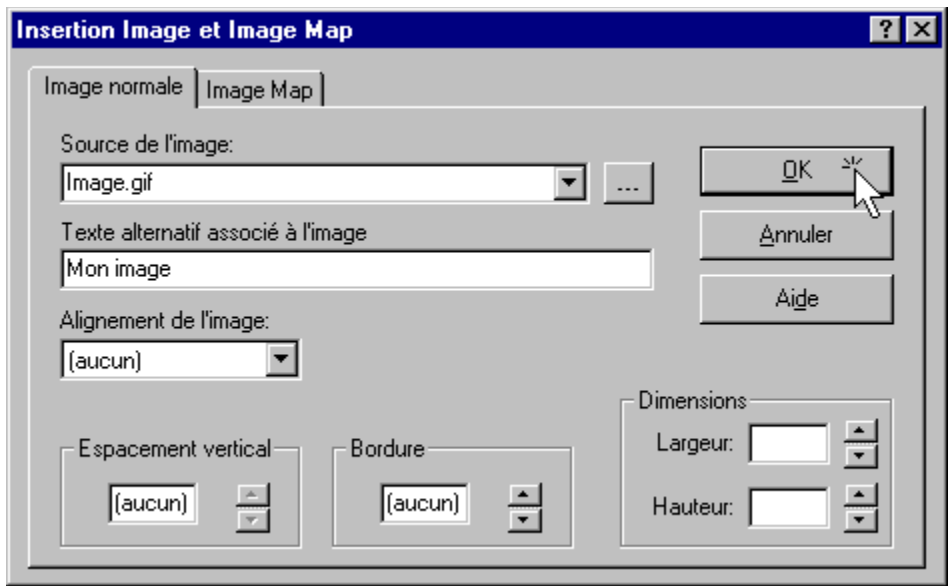 Insertion Image et Image Map
Image normale
Image Map
Source de l'image:
Image.gif
...
OK
Texte alternatif associé à l'image
Annuler
Mon image
Aide
Alignement de l'image:
(aucun)
Dimensions
Espacement vertical
Bordure
Largeur:
(aucun)
(aucun)
Hauteur: